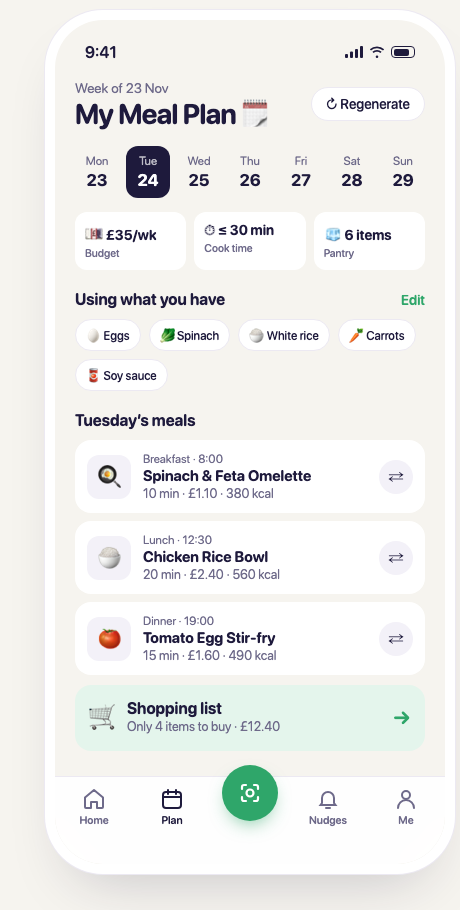 9:41
Week of 23 Nov
My Meal Plan
Regenerate
Mon Tue Wed Thu Fri Sat Sun
23 24 25 26 27 28 29
£35/wk
Budget
≤ 30 min
Cook time
6 items
Pantry
Using what you have
Edit
Eggs
Spinach
White rice
Carrots
Soy sauce
Tuesday's meals
Breakfast · 8:00
Spinach & Feta Omelette
10 min · £1.10 · 380 kcal
Lunch · 12:30
Chicken Rice Bowl
20 min · £2.40 · 560 kcal
Dinner · 19:00
Tomato Egg Stir-fry
15 min · £1.60 · 490 kcal
Shopping list
Only 4 items to buy · £12.40
Home
Plan
Nudges
Me